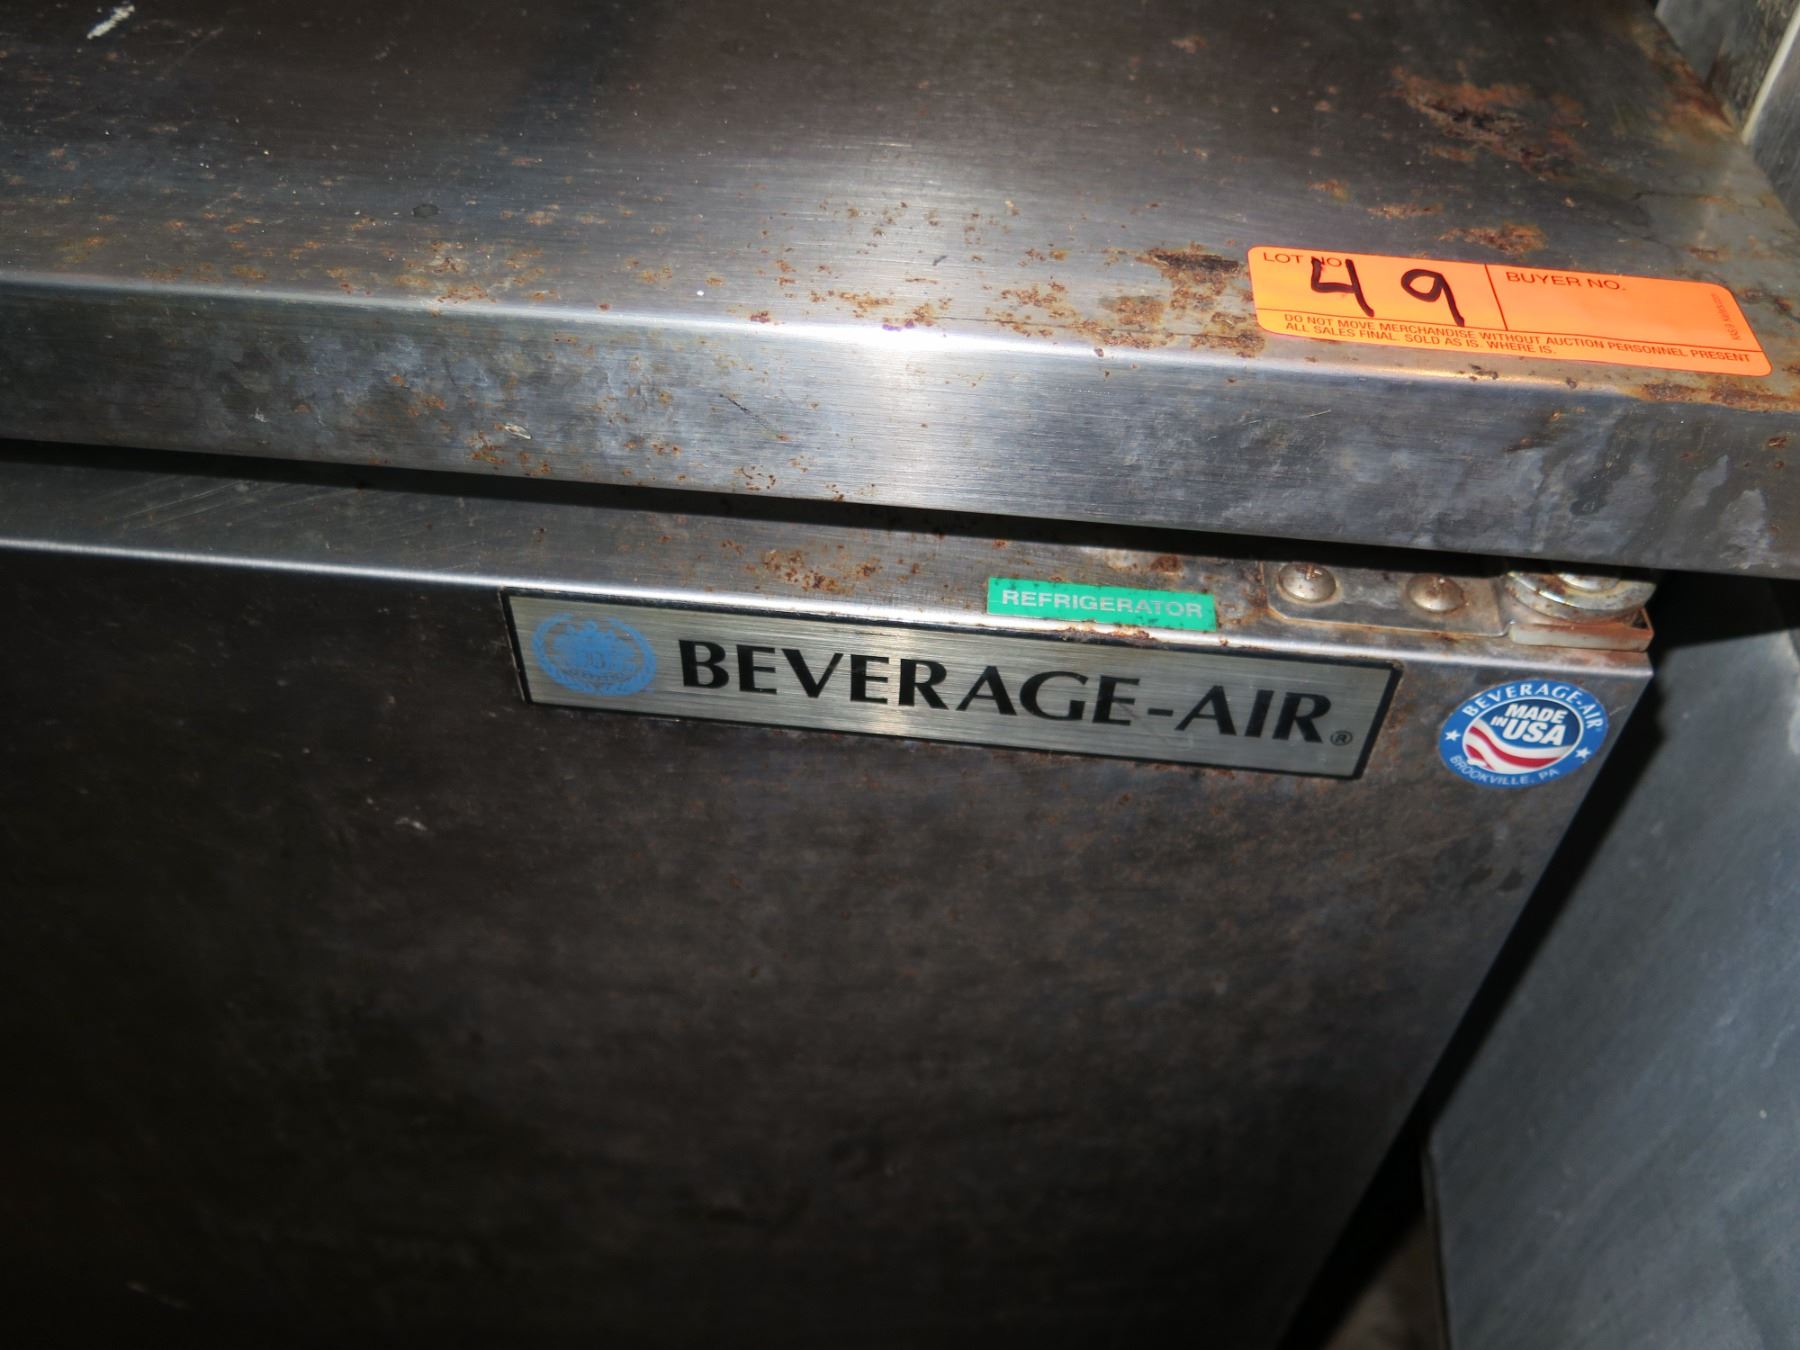 LOT NO.
49
BUYER NO.
DO NOT MOVE MERCHANDISE WITHOUT AUCTION PERSONNEL PRESENT
ALL SALES FINAL SOLD AS IS WHERE IS.
REFRIGERATOR
BEVERAGE-AIR®
BEVERAGE-AIR
MADE
IN USA
BROOKVILLE, PA